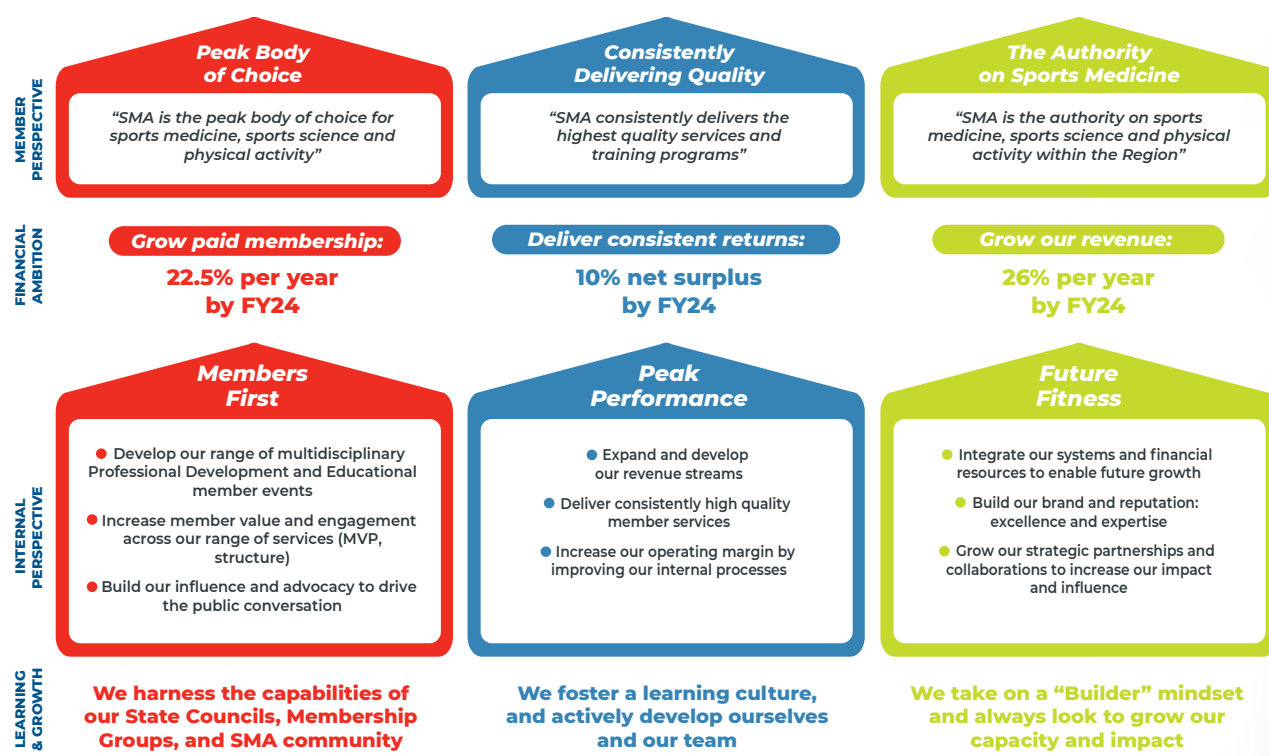 MEMBER
PERSPECTIVE
Peak Body
of Choice
“SMA is the peak body of choice for
sports medicine, sports science and
physical activity”
Consistently
Delivering Quality
“SMA consistently delivers the
highest quality services and
training programs”
The Authority
on Sports Medicine
“SMA is the authority on sports
medicine, sports science and physical
activity within the Region”
FINANCIAL
AMBITION
Grow paid membership:
22.5% per year
by FY24
Deliver consistent returns:
10% net surplus
by FY24
Grow our revenue:
26% per year
by FY24
INTERNAL
PERSPECTIVE
Members
First
● Develop our range of multidisciplinary
Professional Development and Educational
member events
● Increase member value and engagement
across our range of services (MVP,
structure)
● Build our influence and advocacy to drive
the public conversation
Peak
Performance
● Expand and develop
our revenue streams
● Deliver consistently high quality
member services
● Increase our operating margin by
improving our internal processes
Future
Fitness
● Integrate our systems and financial
resources to enable future growth
● Build our brand and reputation:
excellence and expertise
● Grow our strategic partnerships and
collaborations to increase our impact
and influence
LEARNING
& GROWTH
We harness the capabilities of
our State Councils, Membership
Groups, and SMA community
We foster a learning culture,
and actively develop ourselves
and our team
We take on a “Builder” mindset
and always look to grow our
capacity and impact